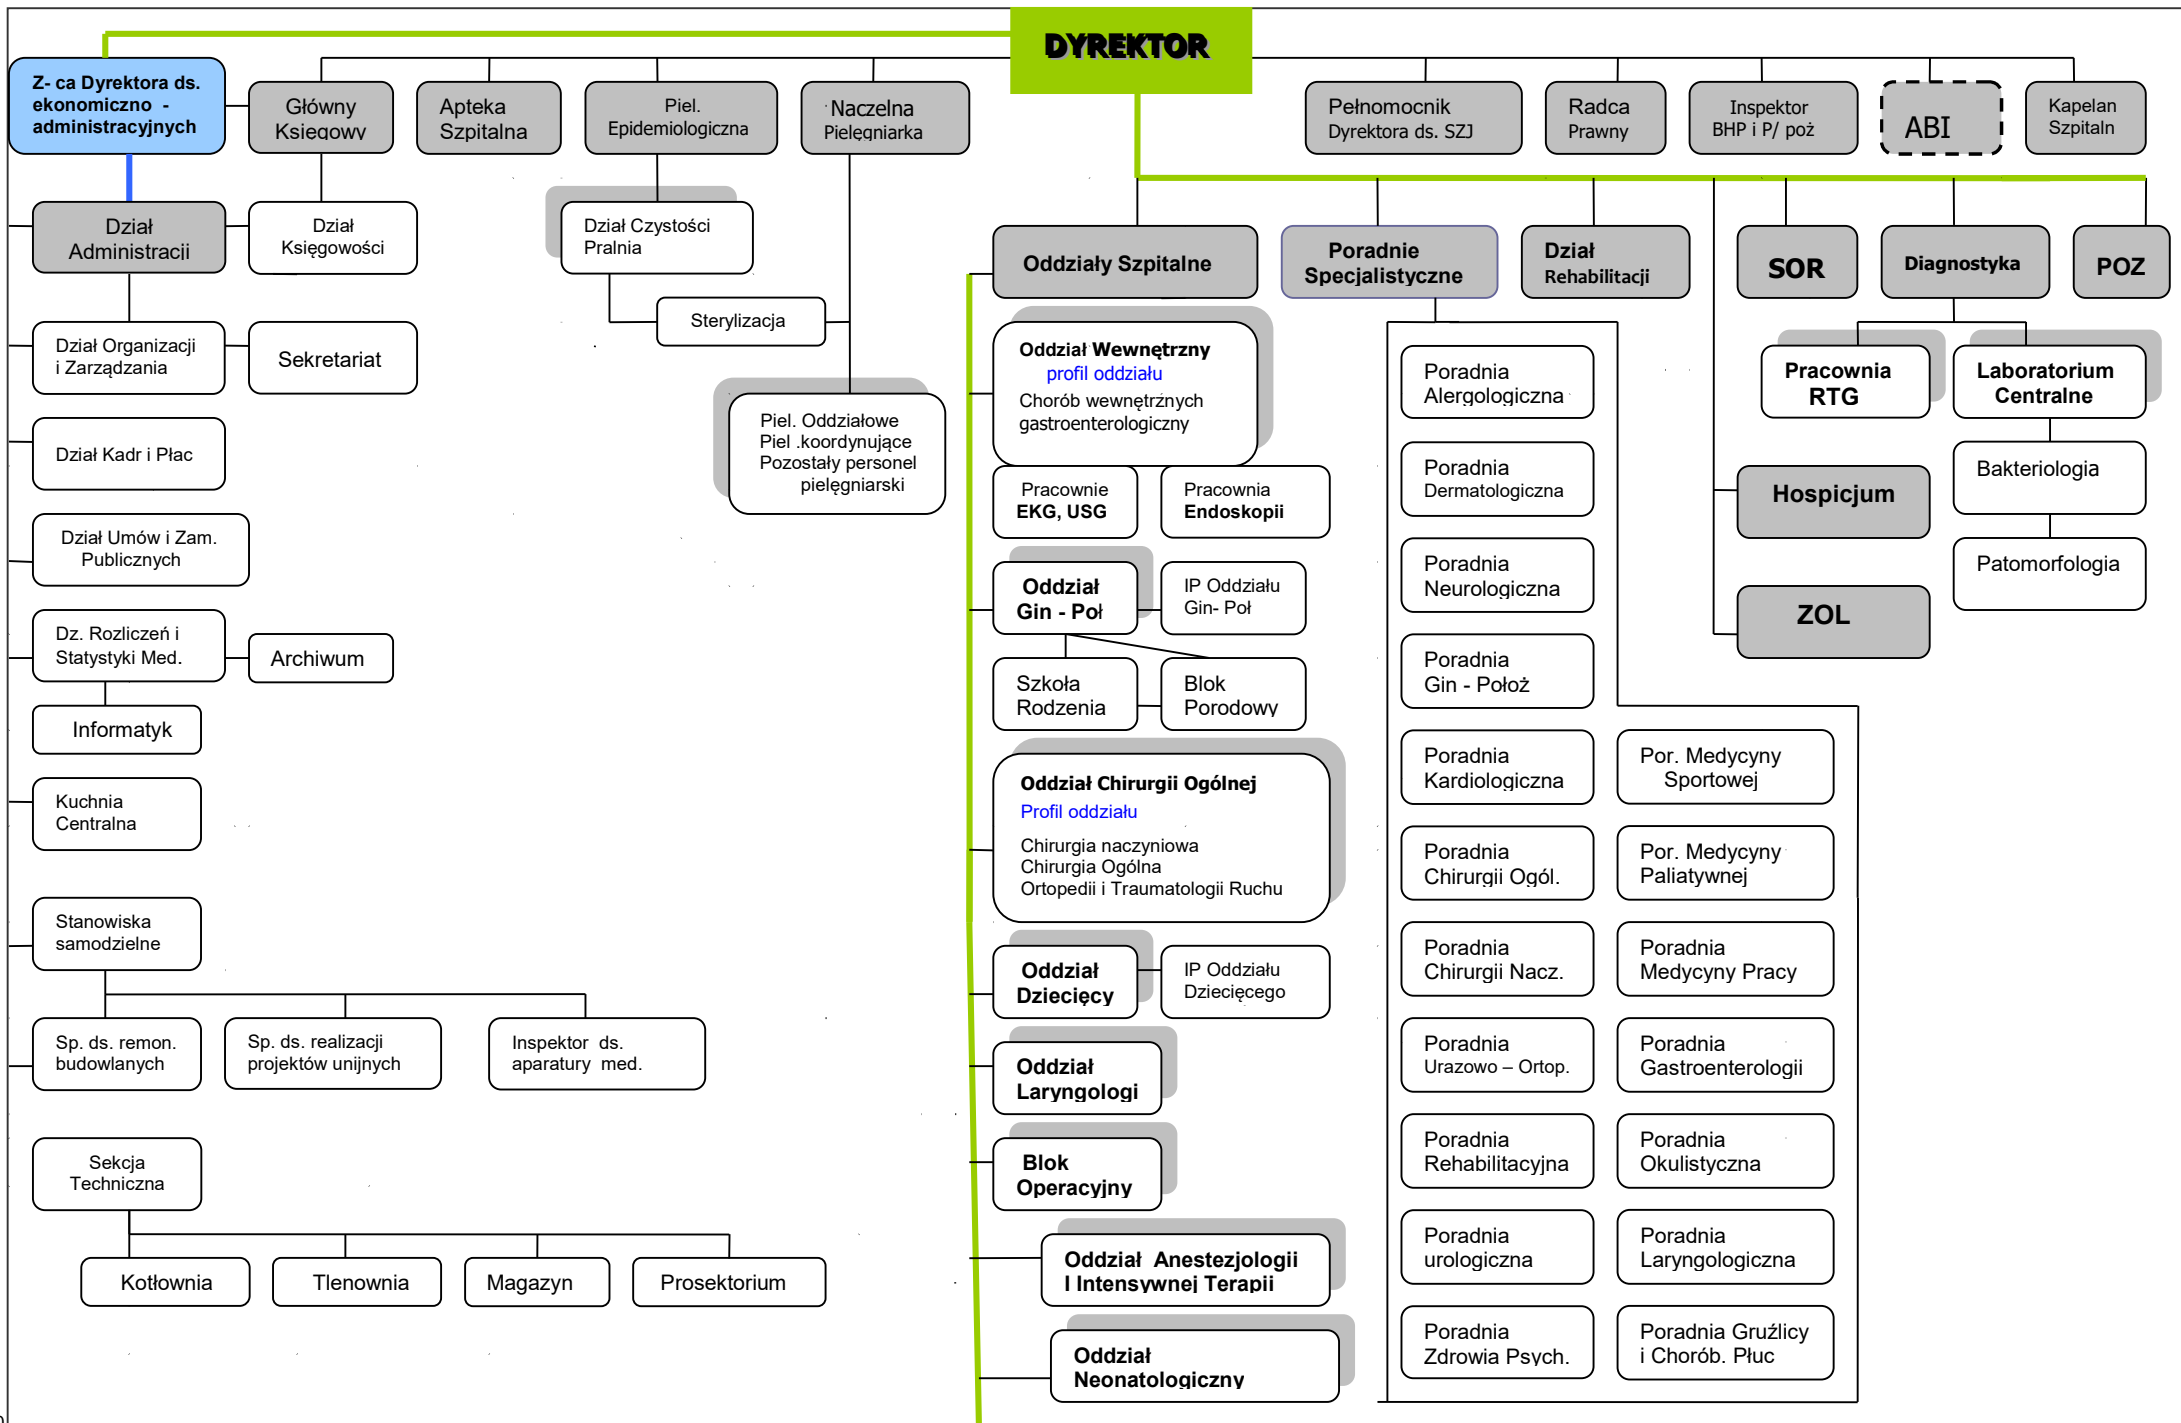 DYREKTOR
Z- ca Dyrektora ds.
ekonomiczno -
administracyjnych
Główny
Księgowy
Apteka
Szpitalna
Piel.
Epidemiologiczna
Naczelna
Pielęgniarka
Pełnomocnik
Dyrektora ds. SZJ
Radca
Prawny
Inspektor
BHP i P/ poż
ABI
Kapelan
Szpitaln
Dział
Administracji
Dział
Księgowości
Dział Czystości
Pralnia
Sterylizacja
Oddziały Szpitalne
Poradnie
Specjalistyczne
Dział
Rehabilitacji
SOR
Diagnostyka
POZ
Dział Organizacji
i Zarządzania
Sekretariat
Dział Kadr i Płac
Dział Umów i Zam.
Publicznych
Dz. Rozliczeń i
Statystyki Med.
Archiwum
Informatyk
Kuchnia
Centralna
Stanowiska
samodzielne
Sp. ds. remon.
budowlanych
Sp. ds. realizacji
projektów unijnych
Inspektor ds.
aparatury med.
Sekcja
Techniczna
Kotłownia
Tlenownia
Magazyn
Prosektorium
Piel. Oddziałowe
Piel .koordynujące
Pozostały personel
pielęgniarski
Oddział Wewnętrzny
profil oddziału
Chorób wewnętrznych
gastroenterologiczny
Pracownie
EKG, USG
Pracownia
Endoskopii
Oddział
Gin - Poł
IP Oddziału
Gin- Poł
Szkoła
Rodzenia
Blok
Porodowy
Oddział Chirurgii Ogólnej
Profil oddziału
Chirurgia naczyniowa
Chirurgia Ogólna
Ortopedii i Traumatologii Ruchu
Oddział
Dziecięcy
IP Oddziału
Dziecięcego
Oddział
Laryngologi
Blok
Operacyjny
Oddział Anestezjologii
I Intensywnej Terapii
Oddział
Neonatologiczny
Poradnia
Alergologiczna
Poradnia
Dermatologiczna
Poradnia
Neurologiczna
Poradnia
Gin - Położ
Poradnia
Kardiologiczna
Poradnia
Chirurgii Ogól.
Poradnia
Chirurgii Nacz.
Poradnia
Urazowo – Ortop.
Poradnia
Rehabilitacyjna
Poradnia
urologiczna
Poradnia
Zdrowia Psych.
Por. Medycyny
Sportowej
Por. Medycyny
Paliatywnej
Poradnia
Medycyny Pracy
Poradnia
Gastroenterologii
Poradnia
Okulistyczna
Poradnia
Laryngologiczna
Poradnia Gruźlicy
i Chorób. Płuc
Pracownia
RTG
Laboratorium
Centralne
Bakteriologia
Patomorfologia
Hospicjum
ZOL